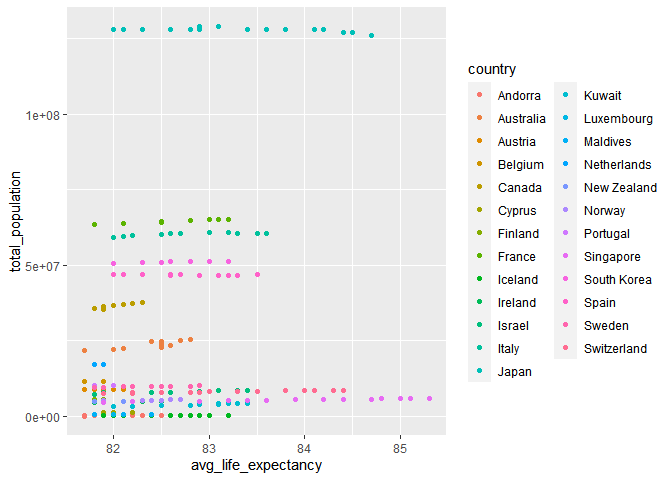 1e+08
5e+07
0e+00
total_population
82
83
84
85
avg_life_expectancy
country
Andorra
Australia
Austria
Belgium
Canada
Cyprus
Finland
France
Iceland
Ireland
Israel
Italy
Japan
Kuwait
Luxembourg
Maldives
Netherlands
New Zealand
Norway
Portugal
Singapore
South Korea
Spain
Sweden
Switzerland